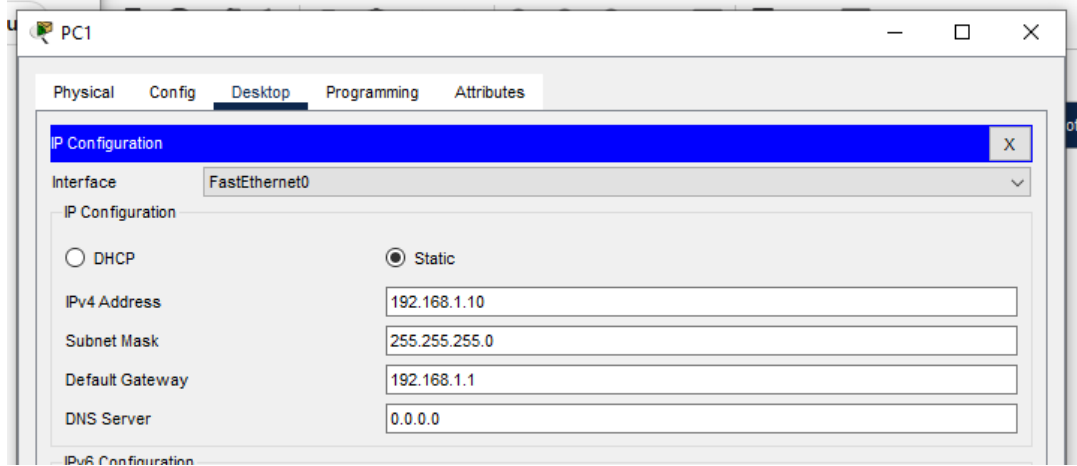 PC1
Physical Config Desktop Programming Attributes
IP Configuration X
Interface FastEthernet0
IP Configuration
DHCP Static
IPv4 Address 192.168.1.10
Subnet Mask 255.255.255.0
Default Gateway 192.168.1.1
DNS Server 0.0.0.0
IPv6 Configuration